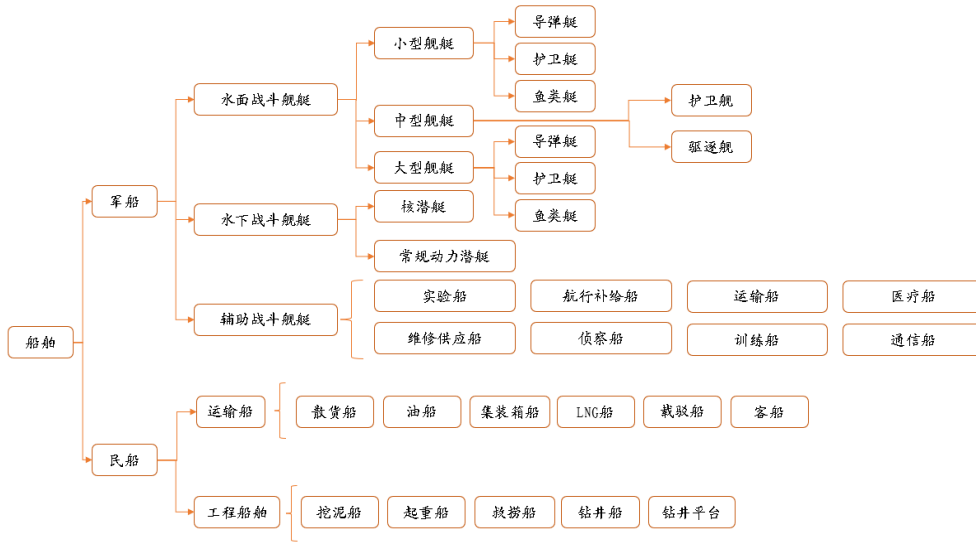 船舶
军船
水面战斗舰艇
小型舰艇
导弹艇
护卫艇
鱼类艇
中型舰艇
护卫舰
驱逐舰
大型舰艇
导弹艇
护卫艇
鱼类艇
水下战斗舰艇
核潜艇
常规动力潜艇
辅助战斗舰艇
实验船
航行补给船
运输船
医疗船
维修供应船
侦察船
训练船
通信船
民船
运输船
散货船
油船
集装箱船
LNG船
载驳船
客船
工程船舶
挖泥船
起重船
救捞船
钻井船
钻井平台